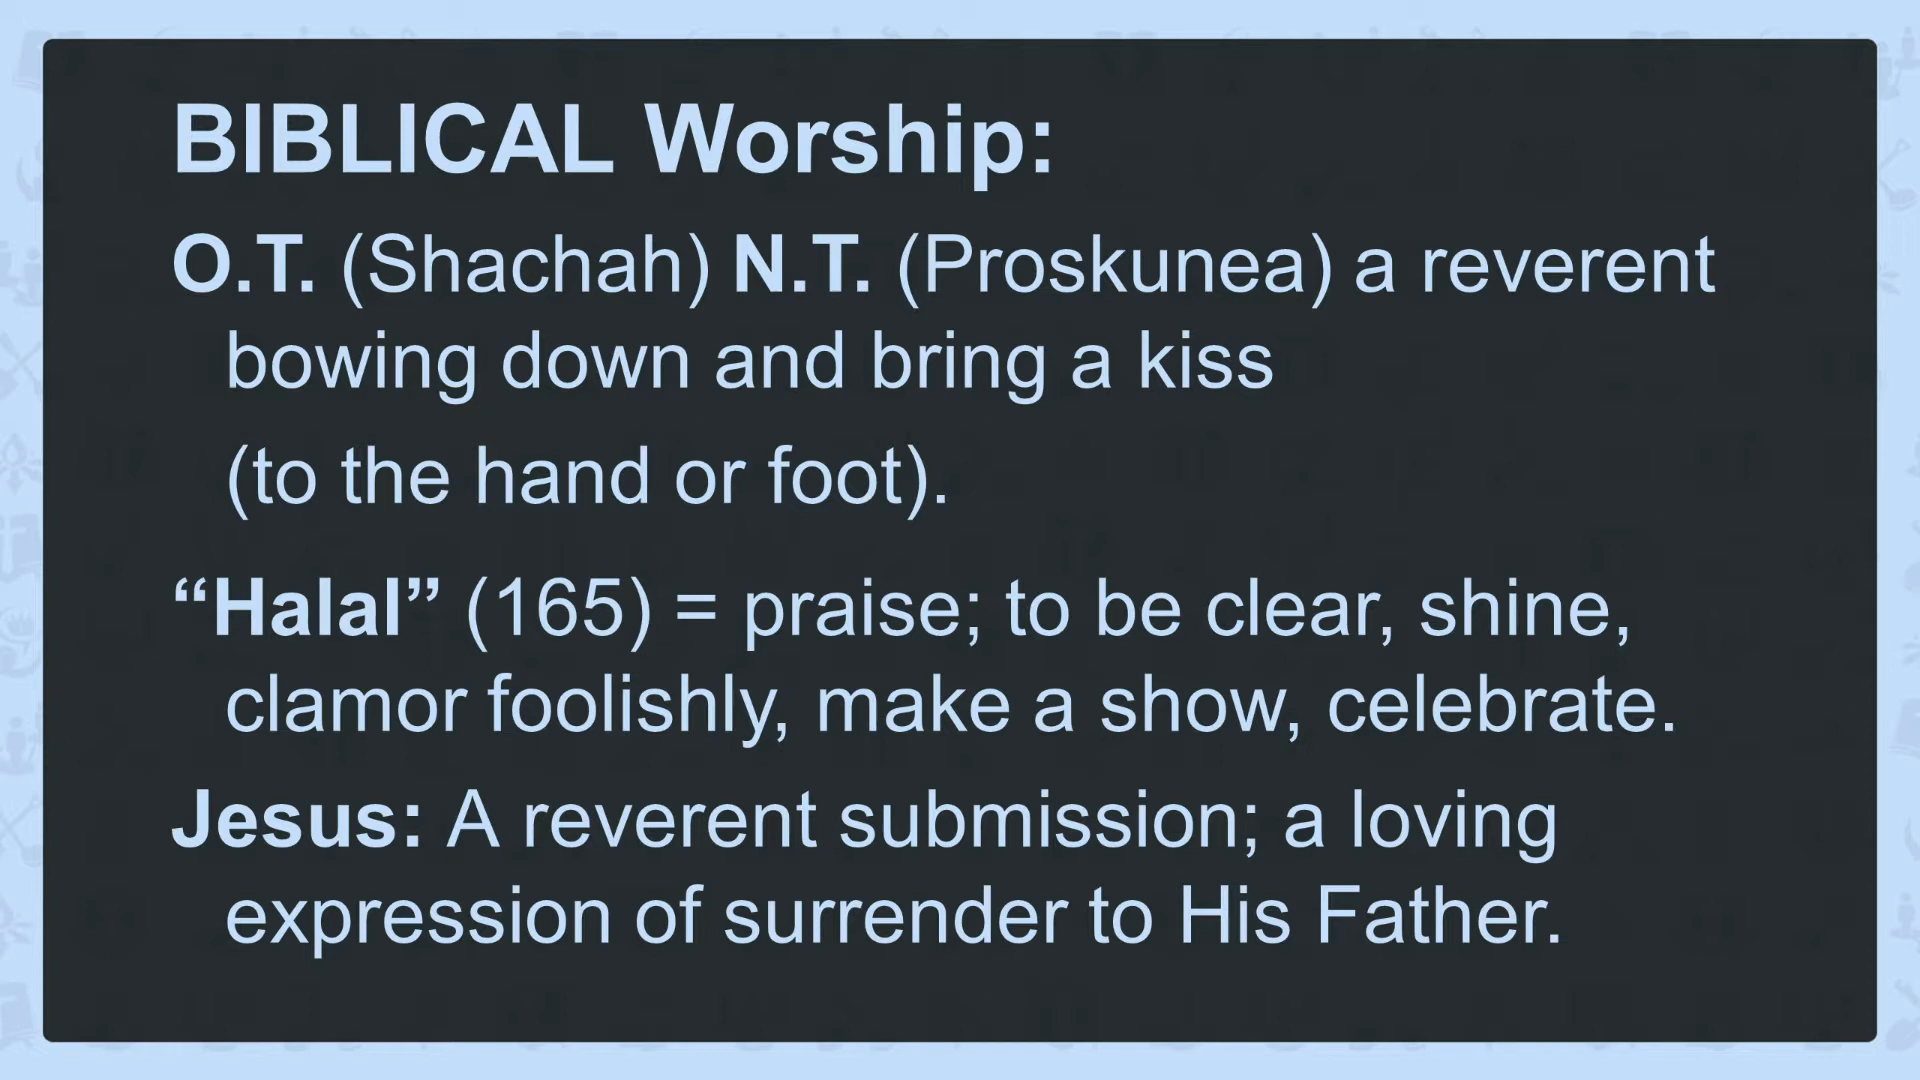 BIBLICAL Worship:
O.T. (Shachah) N.T. (Proskunea) a reverent
bowing down and bring a kiss
(to the hand or foot).
“Halal” (165) = praise; to be clear, shine,
clamor foolishly, make a show, celebrate.
Jesus: A reverent submission; a loving
expression of surrender to His Father.